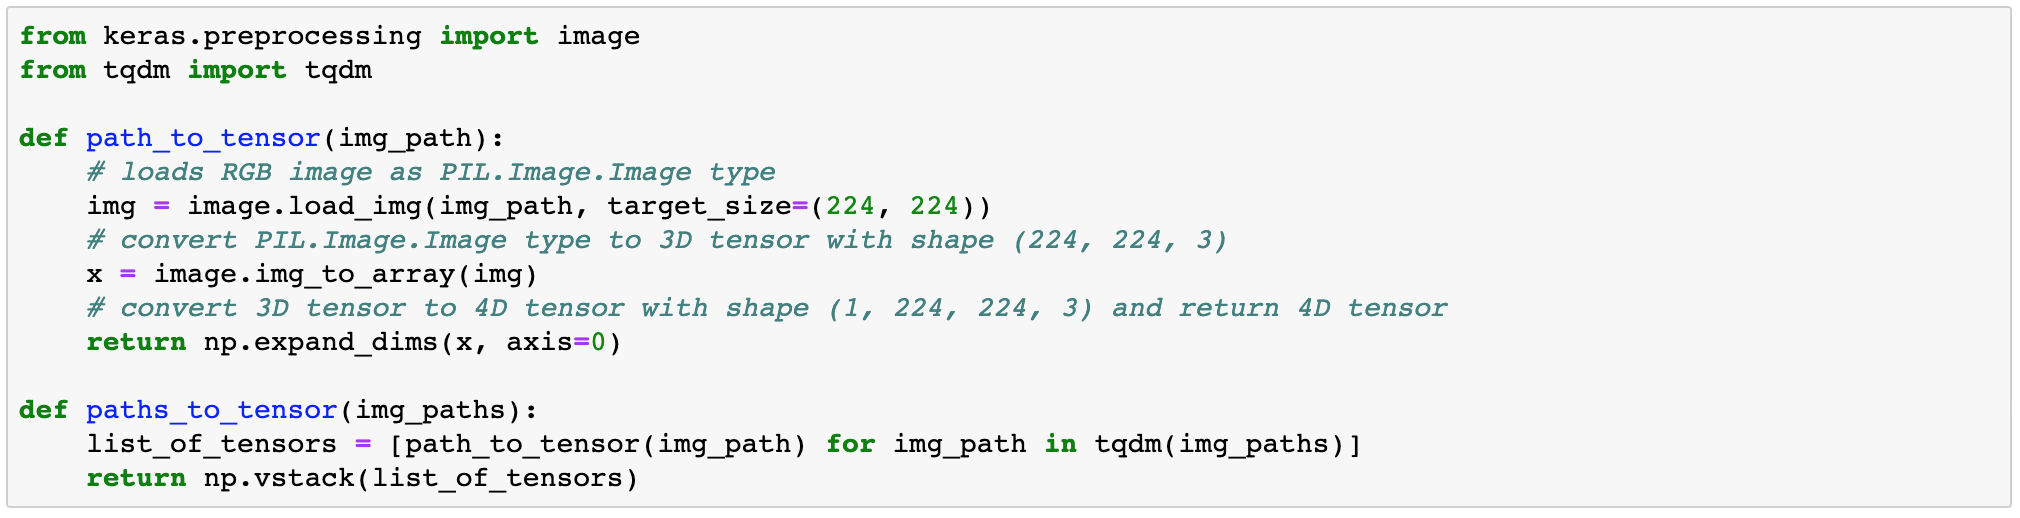 from keras.preprocessing import image
from tqdm import tqdm

def path_to_tensor(img_path):
    # loads RGB image as PIL.Image.Image type
    img = image.load_img(img_path, target_size=(224, 224))
    # convert PIL.Image.Image type to 3D tensor with shape (224, 224, 3)
    x = image.img_to_array(img)
    # convert 3D tensor to 4D tensor with shape (1, 224, 224, 3) and return 4D tensor
    return np.expand_dims(x, axis=0)

def paths_to_tensor(img_paths):
    list_of_tensors = [path_to_tensor(img_path) for img_path in tqdm(img_paths)]
    return np.vstack(list_of_tensors)